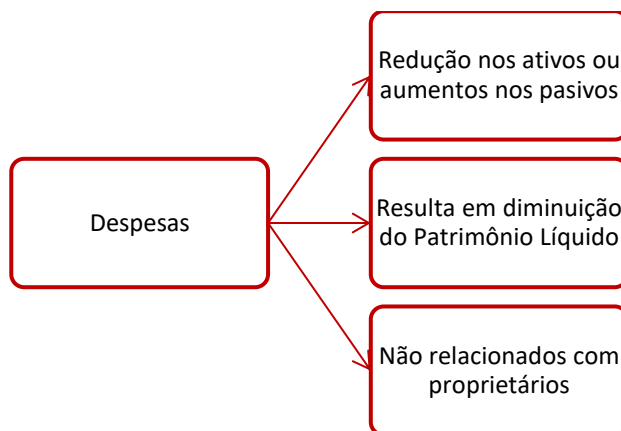 Despesas
Redução nos ativos ou
aumentos nos pasivos
Resulta em diminuição
do Patrimônio Líquido
Não relacionados com
proprietários